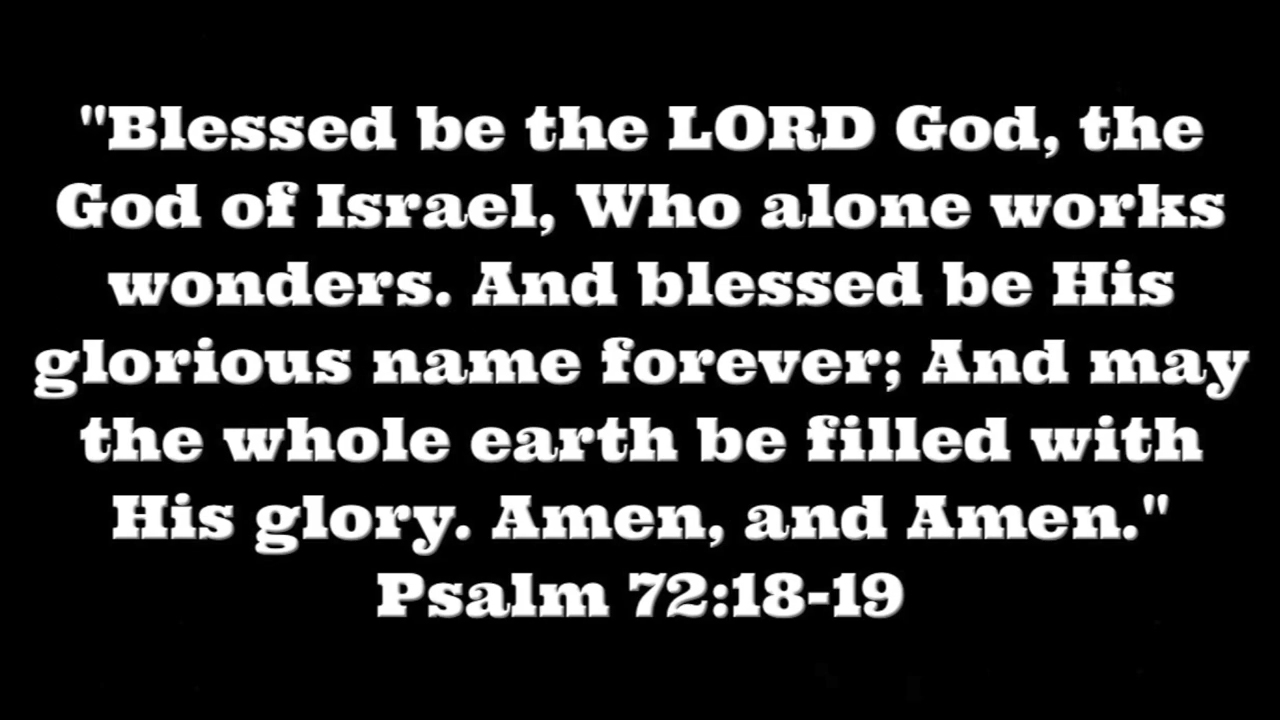 "Blessed be the LORD God, the
God of Israel, Who alone works
wonders. And blessed be His
glorious name forever; And may
the whole earth be filled with
His glory. Amen, and Amen."
Psalm 72:18-19